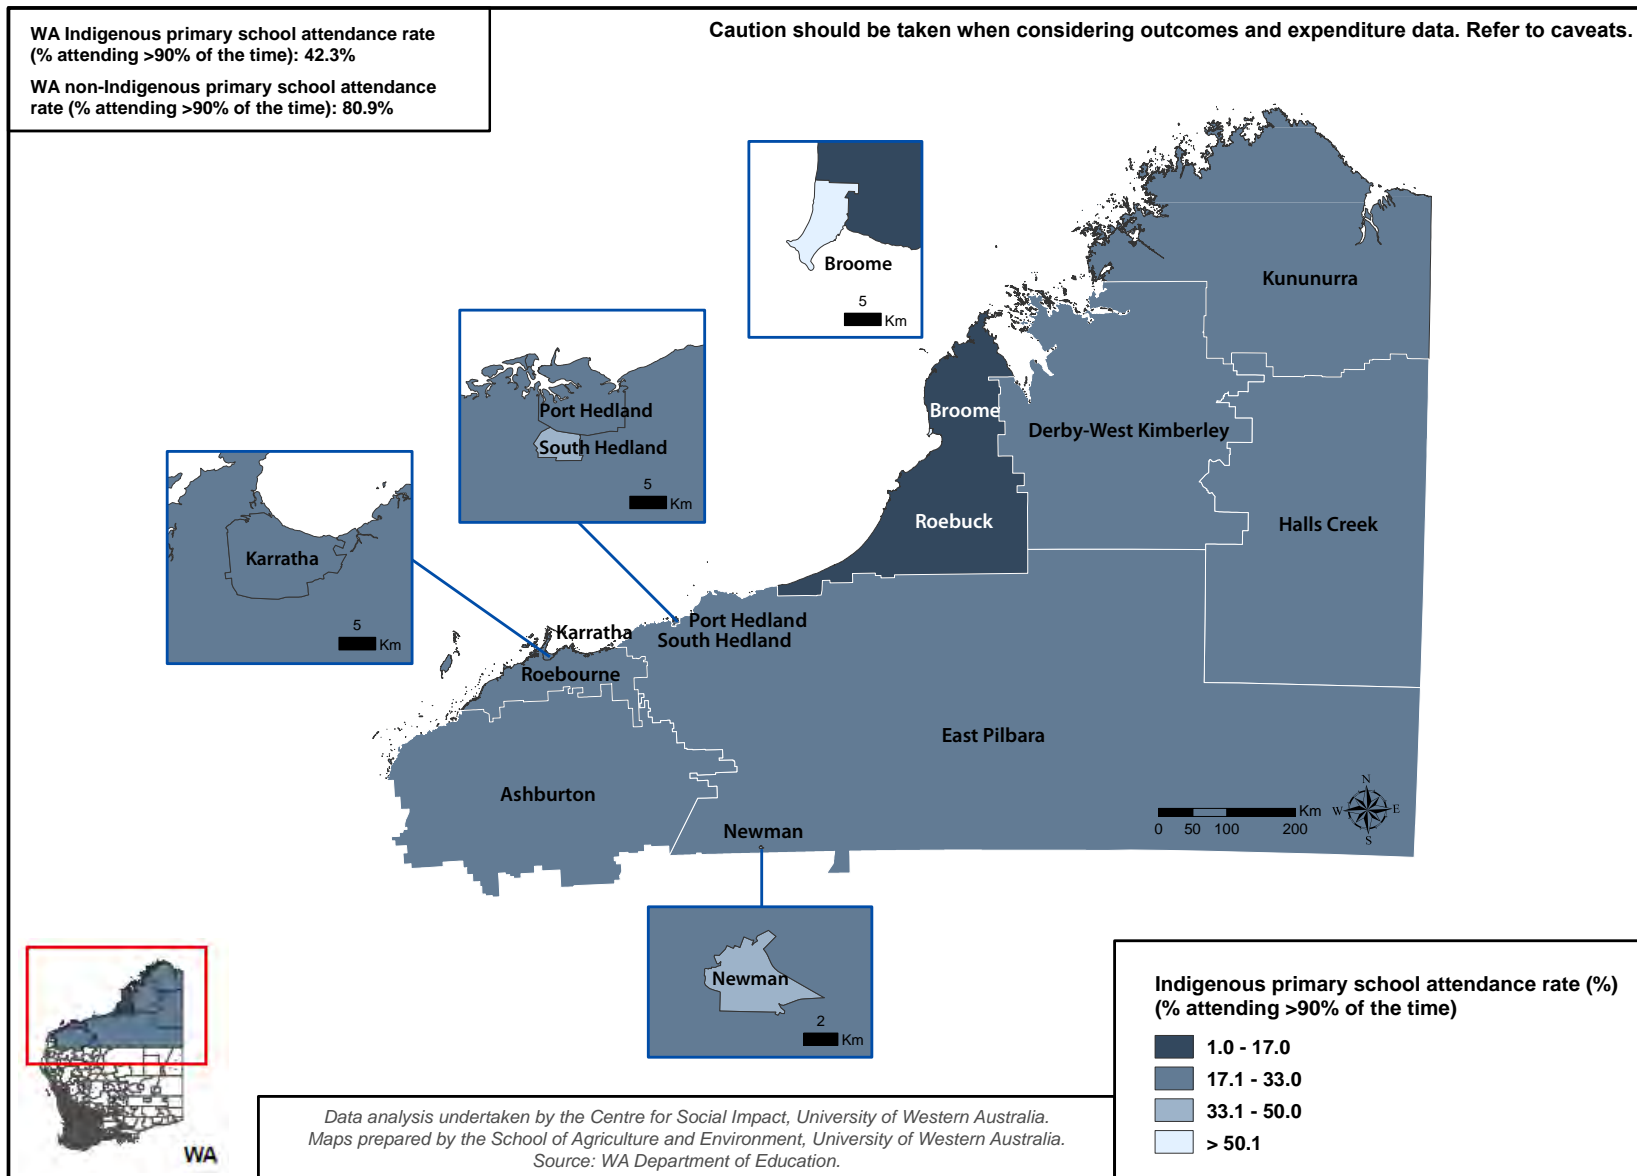 WA Indigenous primary school attendance rate
(% attending >90% of the time): 42.3%
WA non-Indigenous primary school attendance
rate (% attending >90% of the time): 80.9%
Caution should be taken when considering outcomes and expenditure data. Refer to caveats.
Broome
5
Km
Kununurra
Port Hedland
South Hedland
5
Km
Broome
Derby-West Kimberley
Karratha
5
Km
Roebuck
Halls Creek
Karratha
Port Hedland
South Hedland
Roebourne
East Pilbara
Ashburton
Newman
Km
0 50 100 200
N
W E
S
Newman
2
Km
WA
Indigenous primary school attendance rate (%)
(% attending >90% of the time)
1.0 - 17.0
17.1 - 33.0
33.1 - 50.0
> 50.1
Data analysis undertaken by the Centre for Social Impact, University of Western Australia.
Maps prepared by the School of Agriculture and Environment, University of Western Australia.
Source: WA Department of Education.